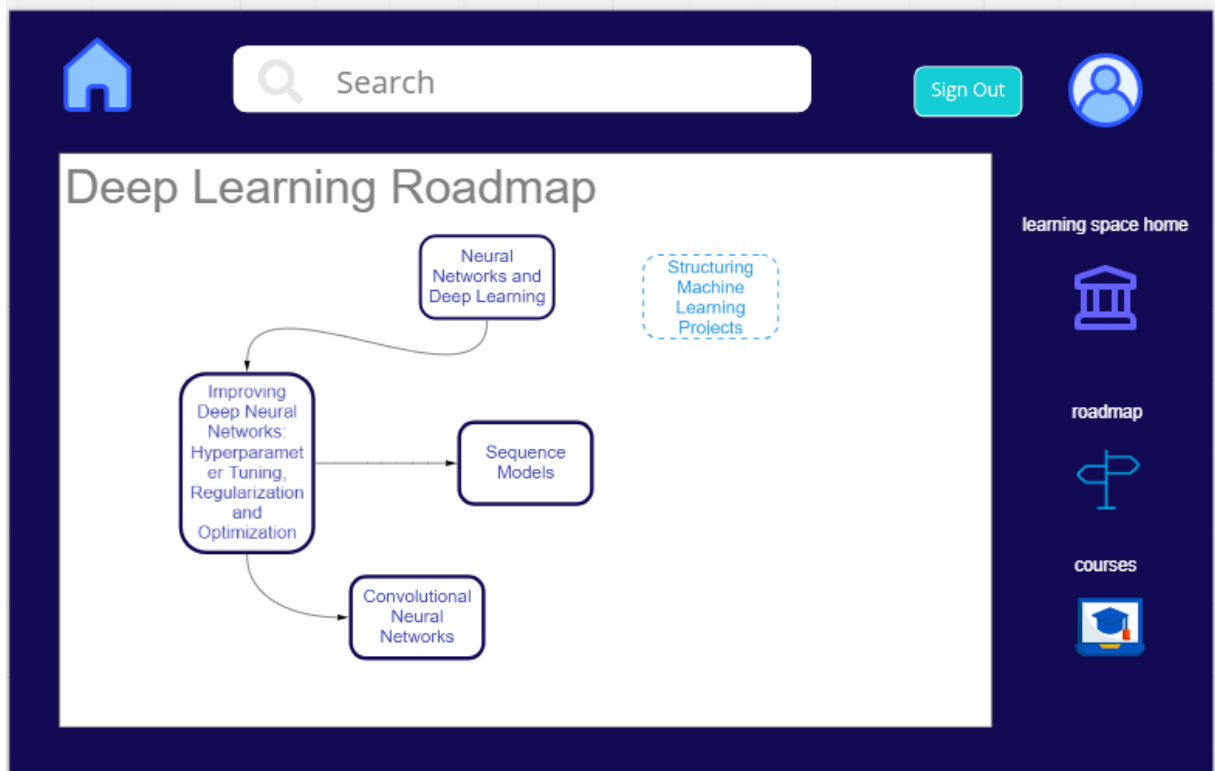 Search
Sign Out
Deep Learning Roadmap
learning space home
Neural
Networks and
Deep Learning
Structuring
Machine
Learning
Projects
Improving
Deep Neural
Networks:
Hyperparamet
er Tuning,
Regularization
and
Optimization
roadmap
Sequence
Models
courses
Convolutional
Neural
Networks